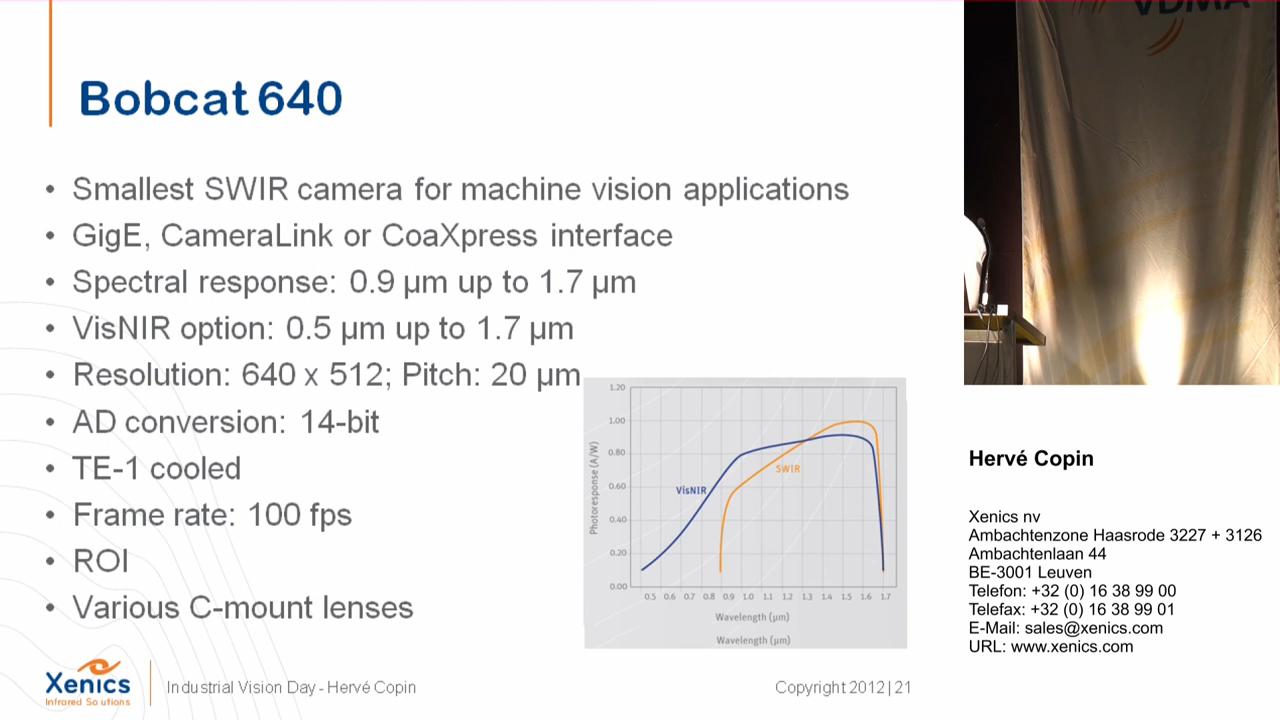 Bobcat 640
• Smallest SWIR camera for machine vision applications
• GigE, CameraLink or CoaXpress interface
• Spectral response: 0.9 µm up to 1.7 µm
• VisNIR option: 0.5 µm up to 1.7 µm
• Resolution: 640 x 512; Pitch: 20 µm
• AD conversion: 14-bit
• TE-1 cooled
• Frame rate: 100 fps
• ROI
• Various C-mount lenses
Photoresponse (A/W)
1.20
1.00
0.80
0.60
0.40
0.20
0.00
VisNIR
SWIR
0.5 0.6 0.7 0.8 0.9 1.0 1.1 1.2 1.3 1.4 1.5 1.6 1.7
Wavelength (µm)
Wavelength (µm)
Xenics
Infrared Solutions
Industrial Vision Day - Hervé Copin
Copyright 2012 | 21
VDMA
Hervé Copin
Xenics nv
Ambachtenzone Haasrode 3227 + 3126
Ambachtenlaan 44
BE-3001 Leuven
Telefon: +32 (0) 16 38 99 00
Telefax: +32 (0) 16 38 99 01
E-Mail: sales@xenics.com
URL: www.xenics.com